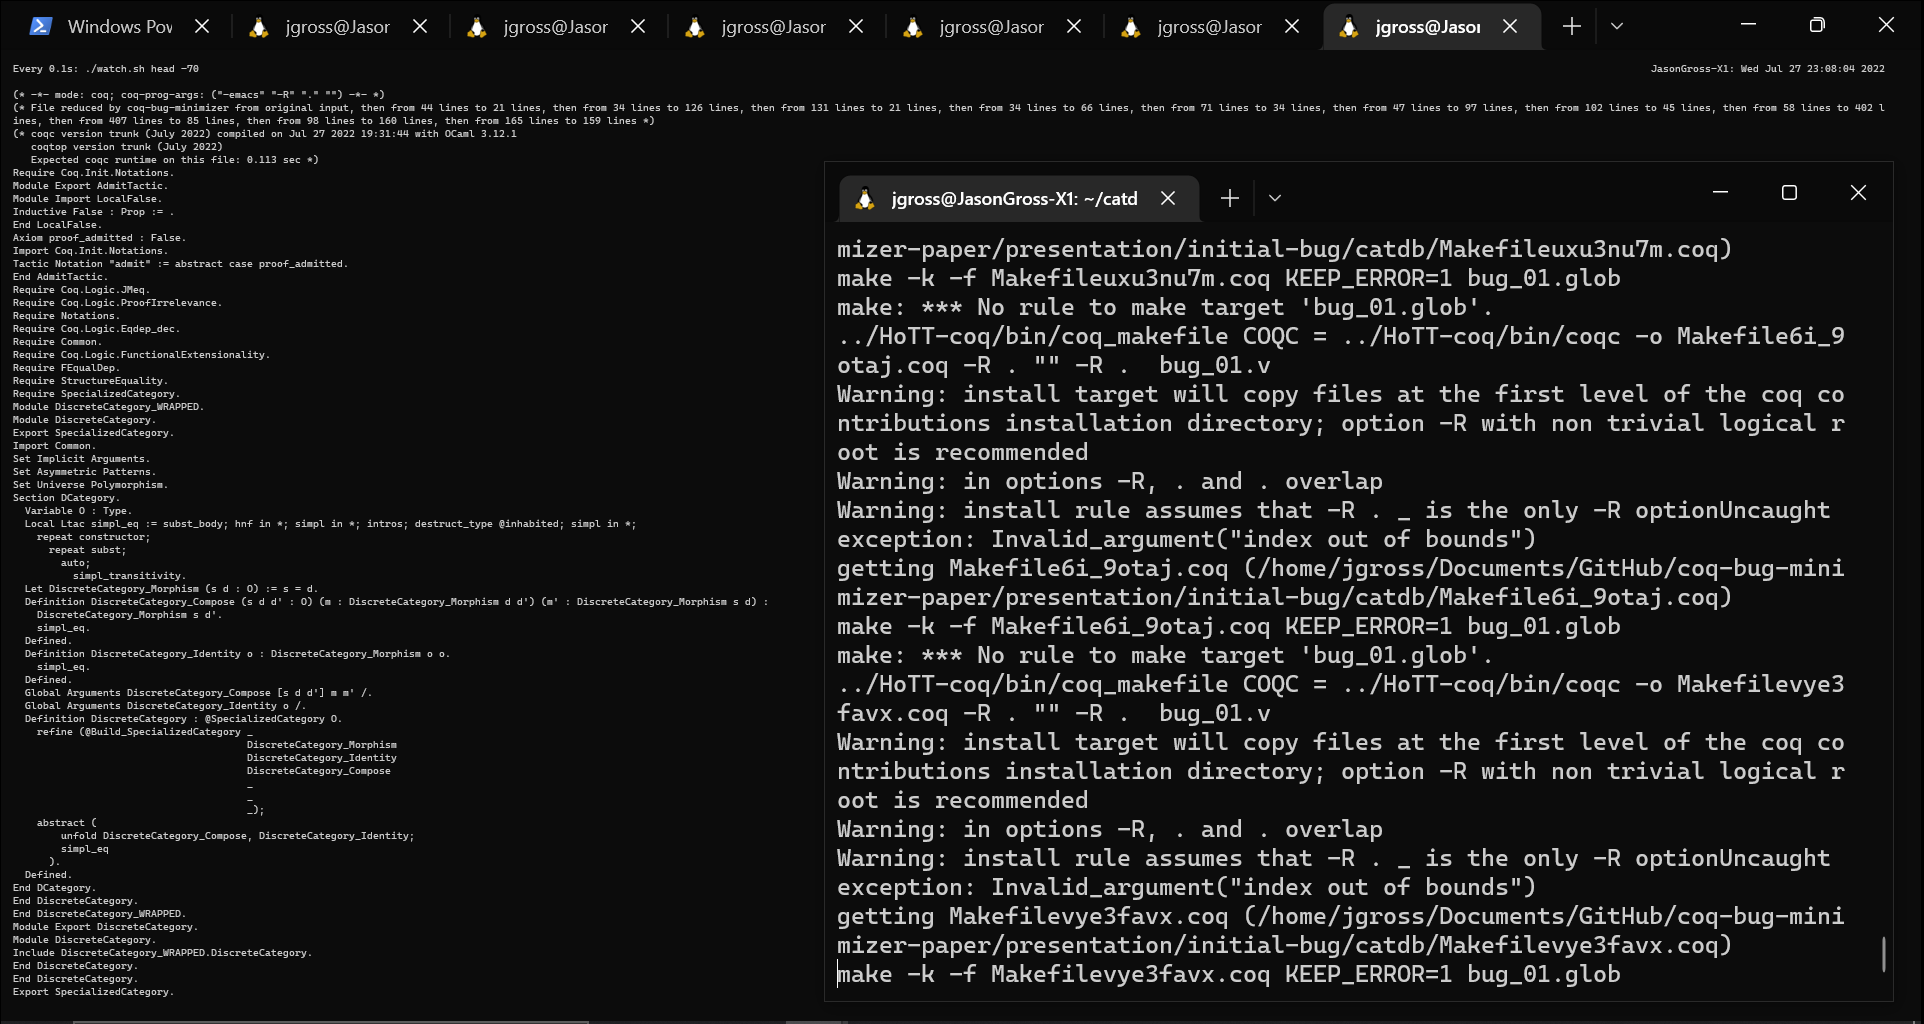 Windows Pov
jgross@Jasor
jgross@Jasor
jgross@Jasor
jgross@Jasor
jgross@Jasor
jgross@Jasor
Every 0.1s: ./watch.sh head -70
JasonGross-X1: Wed Jul 27 23:08:04 2022
(* -*- mode: coq; coq-prog-args: ("-emacs" "-R" "." "") -*- *)
(* File reduced by coq-bug-minimizer from original input, then from 44 lines to 21 lines, then from 34 lines to 126 lines, then from 131 lines to 21 lines, then from 34 lines to 66 lines, then from 71 lines to 34 lines, then from 47 lines to 97 lines, then from 102 lines to 45 lines, then from 58 lines to 402 l
ines, then from 407 lines to 85 lines, then from 98 lines to 160 lines, then from 165 lines to 159 lines *)
(* coqc version trunk (July 2022) compiled on Jul 27 2022 19:31:44 with OCaml 3.12.1
   coqtop version trunk (July 2022)
   Expected coqc runtime on this file: 0.113 sec *)
Require Coq.Init.Notations.
Module Export AdmitTactic.
Module Import LocalFalse.
Inductive False : Prop := .
End LocalFalse.
Axiom proof_admitted : False.
Import Coq.Init.Notations.
Tactic Notation "admit" := abstract case proof_admitted.
End AdmitTactic.
Require Coq.Logic.JMeq.
Require Coq.Logic.ProofIrrelevance.
Require Notations.
Require Coq.Logic.Eqdep_dec.
Require Common.
Require Coq.Logic.FunctionalExtensionality.
Require FEqualDep.
Require StructureEquality.
Require SpecializedCategory.
Module DiscreteCategory_WRAPPED.
Module DiscreteCategory.
Export SpecializedCategory.
Import Common.
Set Implicit Arguments.
Set Asymmetric Patterns.
Set Universe Polymorphism.
Section DCategory.
  Variable O : Type.
  Local Ltac simpl_eq := subst_body; hnf in *; simpl in *; intros; destruct_type @inhabited; simpl in *;
    repeat constructor;
      repeat subst;
        auto;
          simpl_transitivity.
  Let DiscreteCategory_Morphism (s d : O) := s = d.
  Definition DiscreteCategory_Compose (s d d' : O) (m : DiscreteCategory_Morphism d d') (m' : DiscreteCategory_Morphism s d) :
    DiscreteCategory_Morphism s d'.
    simpl_eq.
  Defined.
  Definition DiscreteCategory_Identity o : DiscreteCategory_Morphism o o.
    simpl_eq.
  Defined.
  Global Arguments DiscreteCategory_Compose [s d d'] m m' /.
  Global Arguments DiscreteCategory_Identity o /.
  Definition DiscreteCategory : @SpecializedCategory O.
    refine (@Build_SpecializedCategory _
                                       DiscreteCategory_Morphism
                                       DiscreteCategory_Identity
                                       DiscreteCategory_Compose
                                       _
                                       _
                                       _);
    abstract (
        unfold DiscreteCategory_Compose, DiscreteCategory_Identity;
        simpl_eq
      ).
  Defined.
End DCategory.
End DiscreteCategory.
End DiscreteCategory_WRAPPED.
Module Export DiscreteCategory.
Module DiscreteCategory.
Include DiscreteCategory_WRAPPED.DiscreteCategory.
End DiscreteCategory.
End DiscreteCategory.
Export SpecializedCategory.
jgross@JasonGross-X1: ~/catd
mizer-paper/presentation/initial-bug/catdb/Makefileuxu3nu7m.coq)
make -k -f Makefileuxu3nu7m.coq KEEP_ERROR=1 bug_01.glob
make: *** No rule to make target 'bug_01.glob'.
../HoTT-coq/bin/coq_makefile COQC = ../HoTT-coq/bin/coqc -o Makefile6i_9
otaj.coq -R . "" -R .  bug_01.v
Warning: install target will copy files at the first level of the coq co
ntributions installation directory; option -R with non trivial logical r
oot is recommended
Warning: in options -R, . and . overlap
Warning: install rule assumes that -R . _ is the only -R optionUncaught
exception: Invalid_argument("index out of bounds")
getting Makefile6i_9otaj.coq (/home/jgross/Documents/GitHub/coq-bug-mini
mizer-paper/presentation/initial-bug/catdb/Makefile6i_9otaj.coq)
make -k -f Makefile6i_9otaj.coq KEEP_ERROR=1 bug_01.glob
make: *** No rule to make target 'bug_01.glob'.
../HoTT-coq/bin/coq_makefile COQC = ../HoTT-coq/bin/coqc -o Makefilevye3
favx.coq -R . "" -R .  bug_01.v
Warning: install target will copy files at the first level of the coq co
ntributions installation directory; option -R with non trivial logical r
oot is recommended
Warning: in options -R, . and . overlap
Warning: install rule assumes that -R . _ is the only -R optionUncaught
exception: Invalid_argument("index out of bounds")
getting Makefilevye3favx.coq (/home/jgross/Documents/GitHub/coq-bug-mini
mizer-paper/presentation/initial-bug/catdb/Makefilevye3favx.coq)
make -k -f Makefilevye3favx.coq KEEP_ERROR=1 bug_01.glob